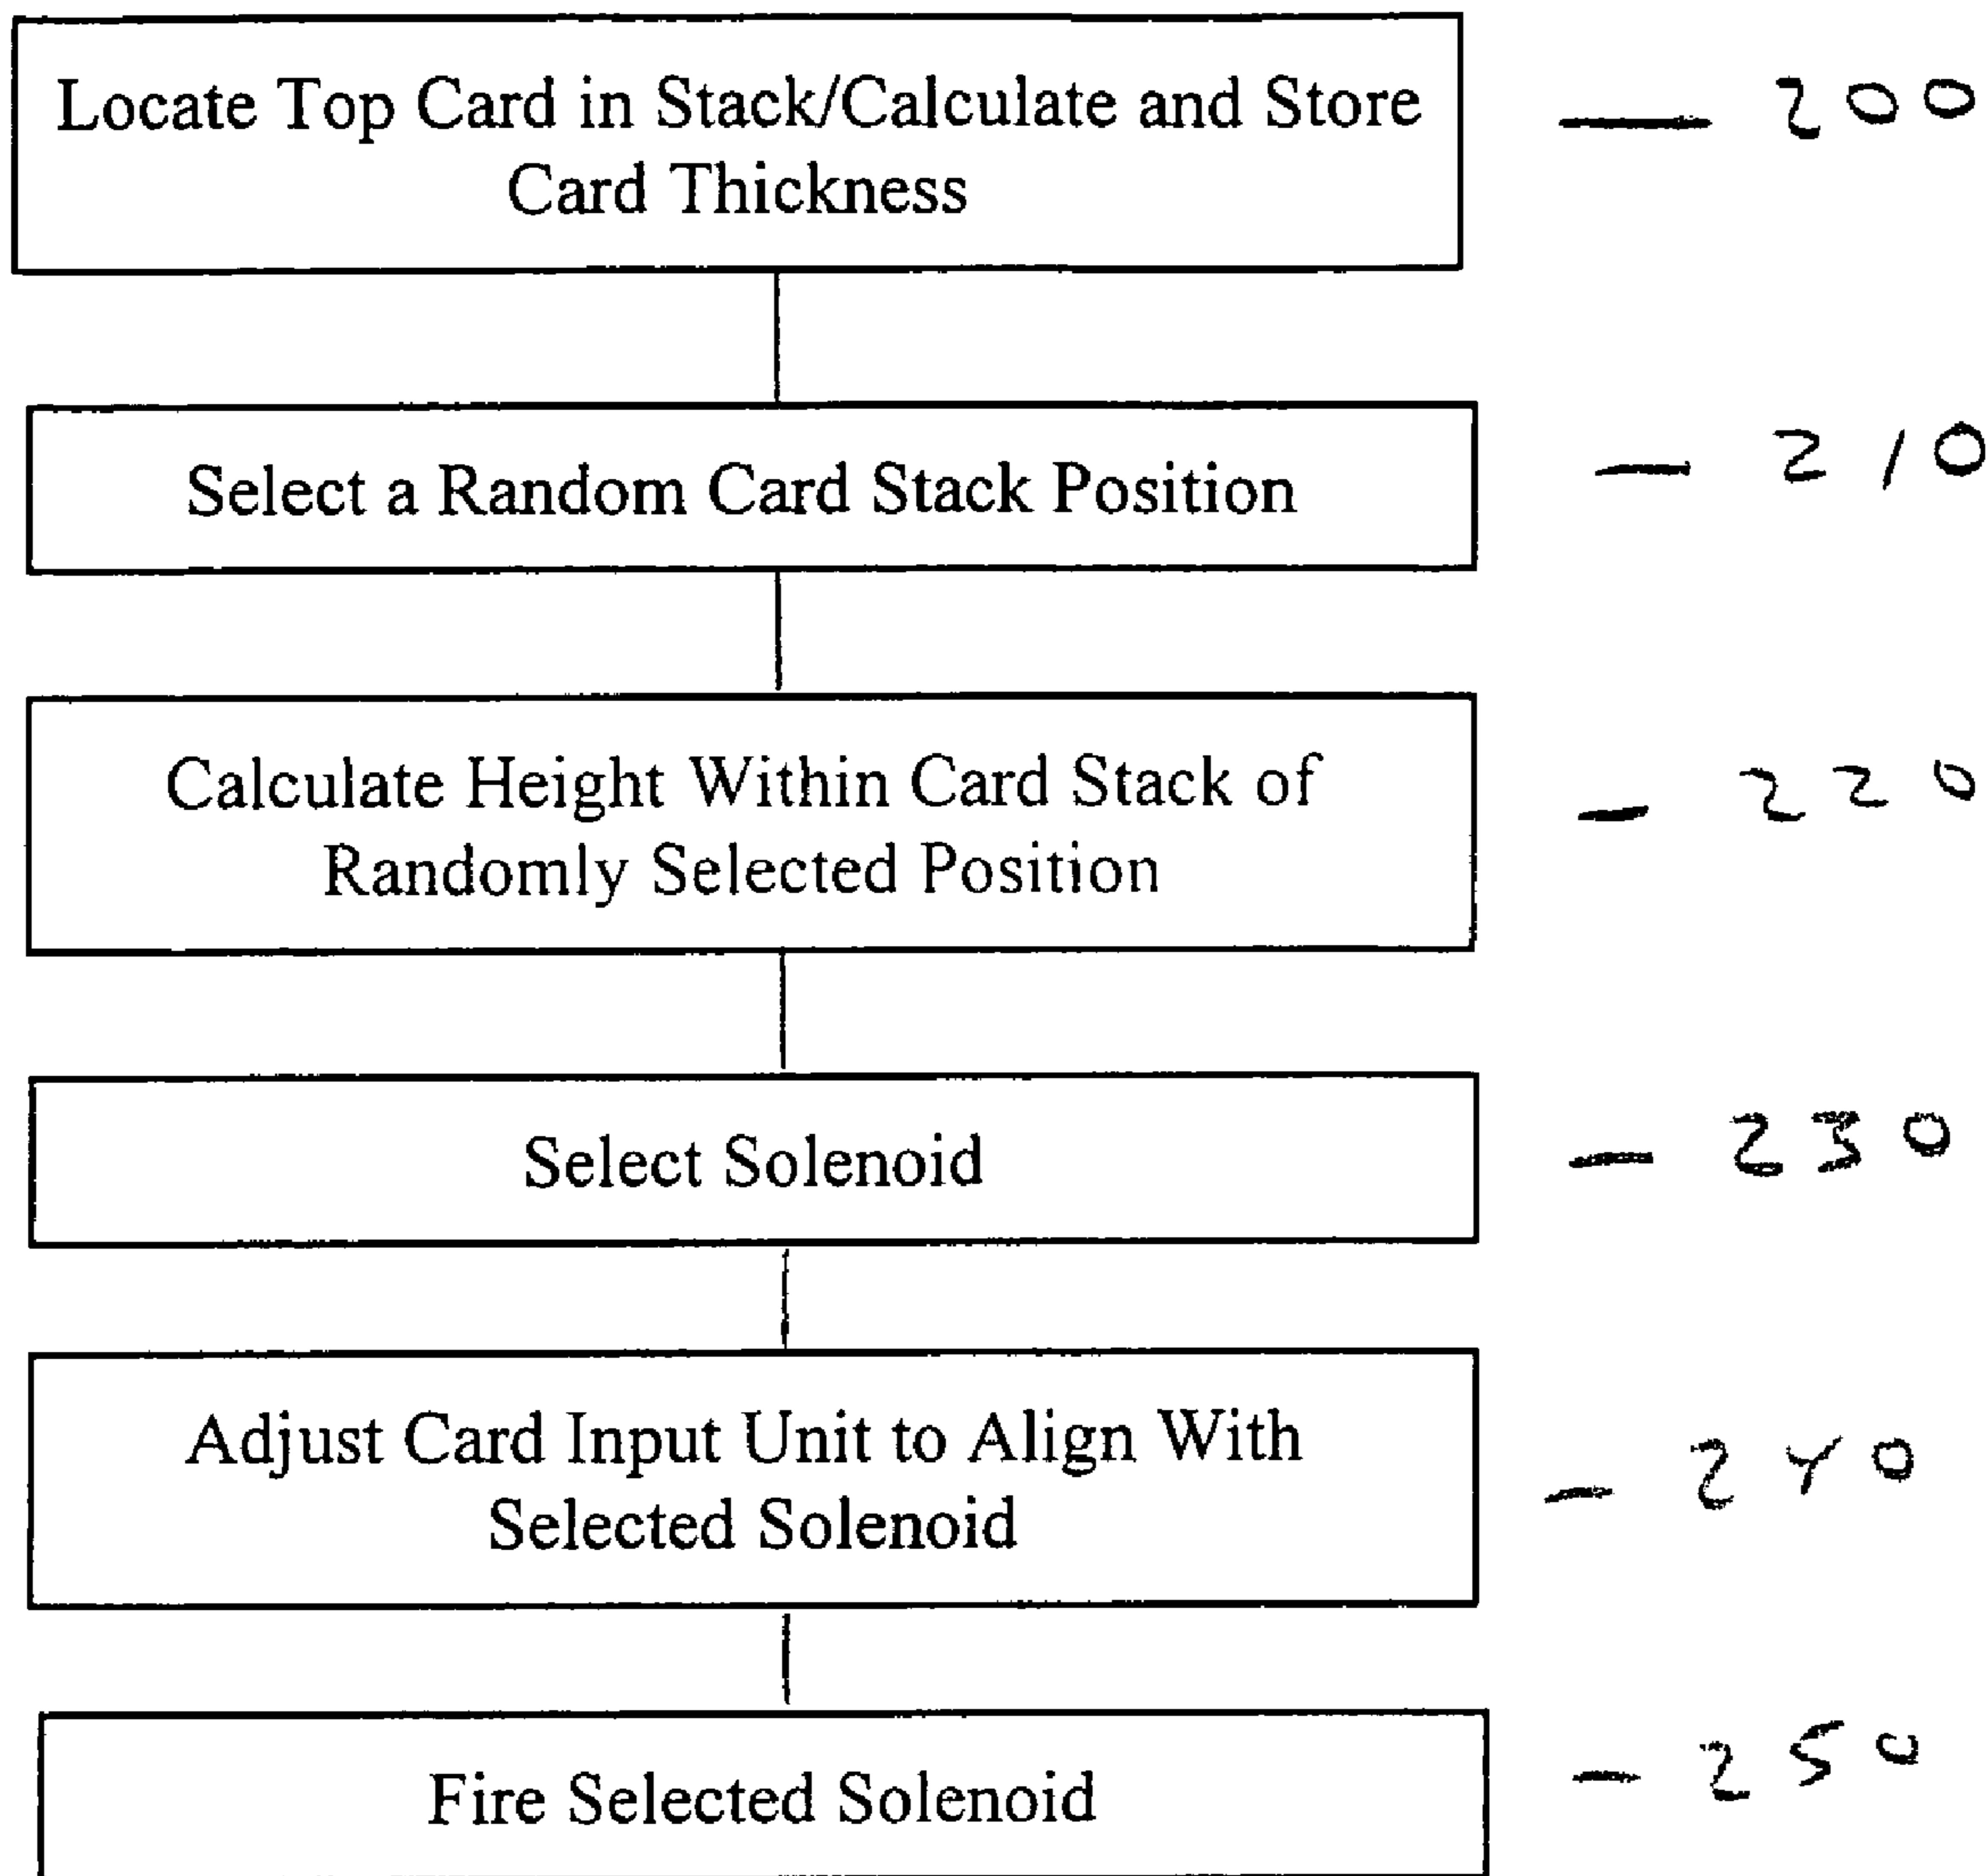 Locate Top Card in Stack/Calculate and Store
Card Thickness
200
Select a Random Card Stack Position
210
Calculate Height Within Card Stack of
Randomly Selected Position
220
Select Solenoid
230
Adjust Card Input Unit to Align With
Selected Solenoid
240
Fire Selected Solenoid
250